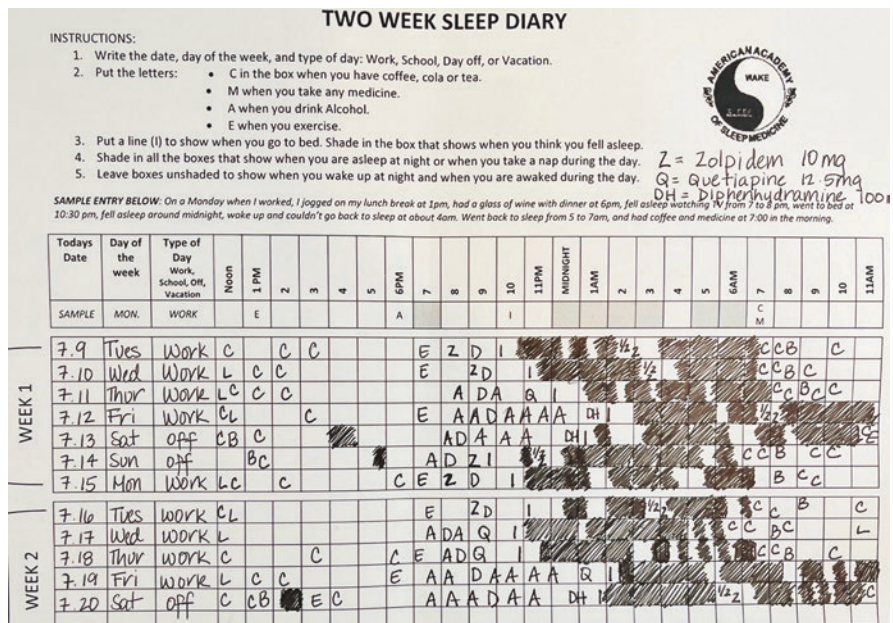 TWO WEEK SLEEP DIARY
INSTRUCTIONS:
1. Write the date, day of the week, and type of day: Work, School, Day off, or Vacation.
2. Put the letters: • C in the box when you have coffee, cola or tea.
• M when you take any medicine.
• A when you drink Alcohol.
• E when you exercise.
3. Put a line (I) to show when you go to bed. Shade in the box that shows when you think you fell asleep.
4. Shade in all the boxes that show when you are asleep at night or when you take a nap during the day.
5. Leave boxes unshaded to show when you wake up at night and when you are awaked during the day.
AMERICAN ACADEMY
WAKE
SLEEP
OF SLEEP MEDICINE
Z = Zolpidem 10 mg
Q = Quetiapine 12.5mg
DH = Diphenhydramine 100
SAMPLE ENTRY BELOW: On a Monday when I worked, I jogged on my lunch break at 1pm, had a glass of wine with dinner at 6pm, fell asleep watching TV from 7 to 8 pm, went to bed at
10:30 pm, fell asleep around midnight, woke up and couldn't go back to sleep at about 4am. Went back to sleep from 5 to 7am, and had coffee and medicine at 7:00 in the morning.
Todays Date Day of the week Type of Day Work, School, Off, Vacation Noon 1 PM 2 3 4 5 6PM 7 8 9 10 11PM MIDNIGHT 1AM 2 3 4 5 6AM 7 8 9 10 11AM
SAMPLE MON. WORK E A I C M
WEEK 1
7.9 Tues Work C C C E Z D I 1/2 Z C C B C
7.10 Wed Work L C C E Z D I 1/2 C C B C
7.11 Thur Work L C C C A D A Q I C C B C C
7.12 Fri Work C L C E A A D A A A A DH I 1/2 C
7.13 Sat off C B C A D A A A DH I C E
7.14 Sun off B C A D Z I 1/2 C C B C C
7.15 Mon Work L C C C E Z D I B C C
WEEK 2
7.16 Tues work C L E Z D I 1/2 Z C C B C
7.17 Wed work L A D A Q I C C B C L
7.18 Thur work C C C E A D Q I C C B C
7.19 Fri work L C C E A A D A A A A Q I
7.20 Sat off C C B E C A A A D A A DH I 1/2 Z C